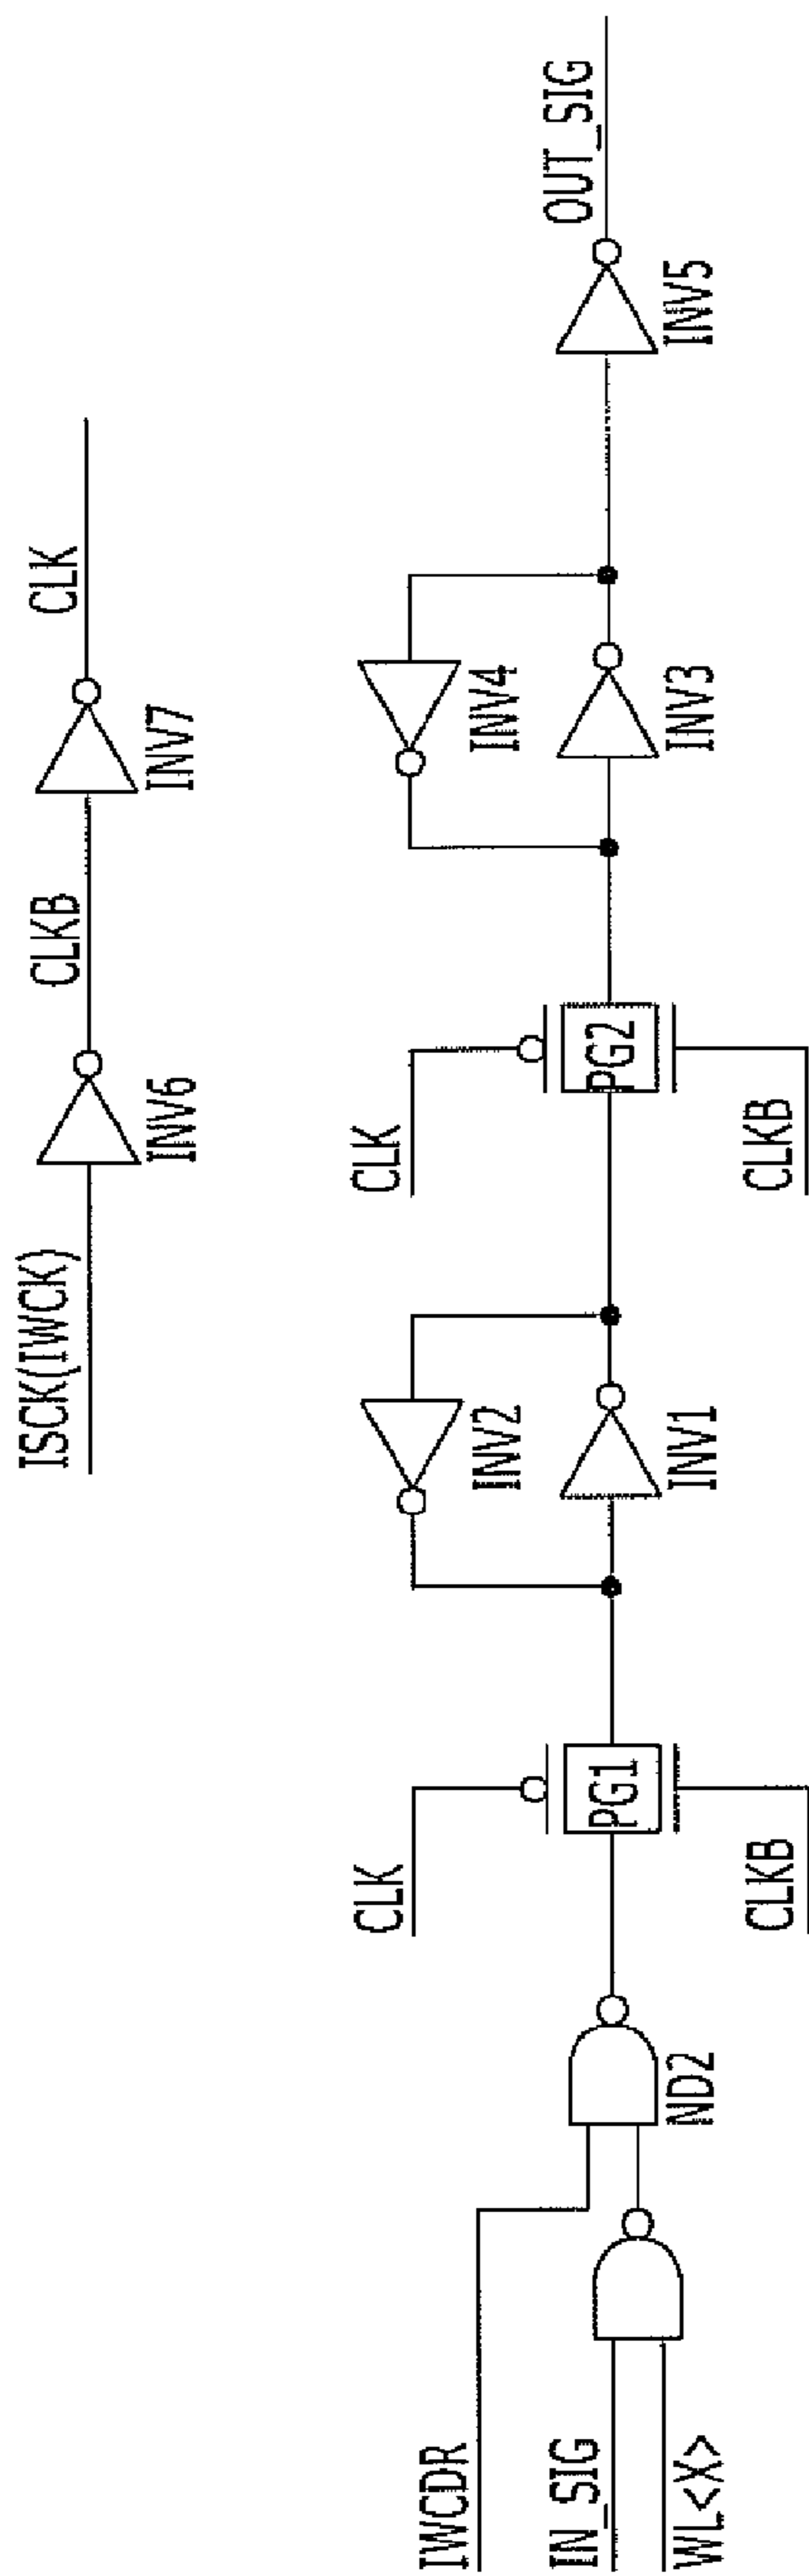 ISCK(IWCK)
INV6
CLKB
INV7
CLK
IWCDR
IN_SIG
WL<X>
ND2
CLK
PG1
CLKB
INV2
INV1
CLK
PG2
CLKB
INV4
INV3
INV5
OUT_SIG